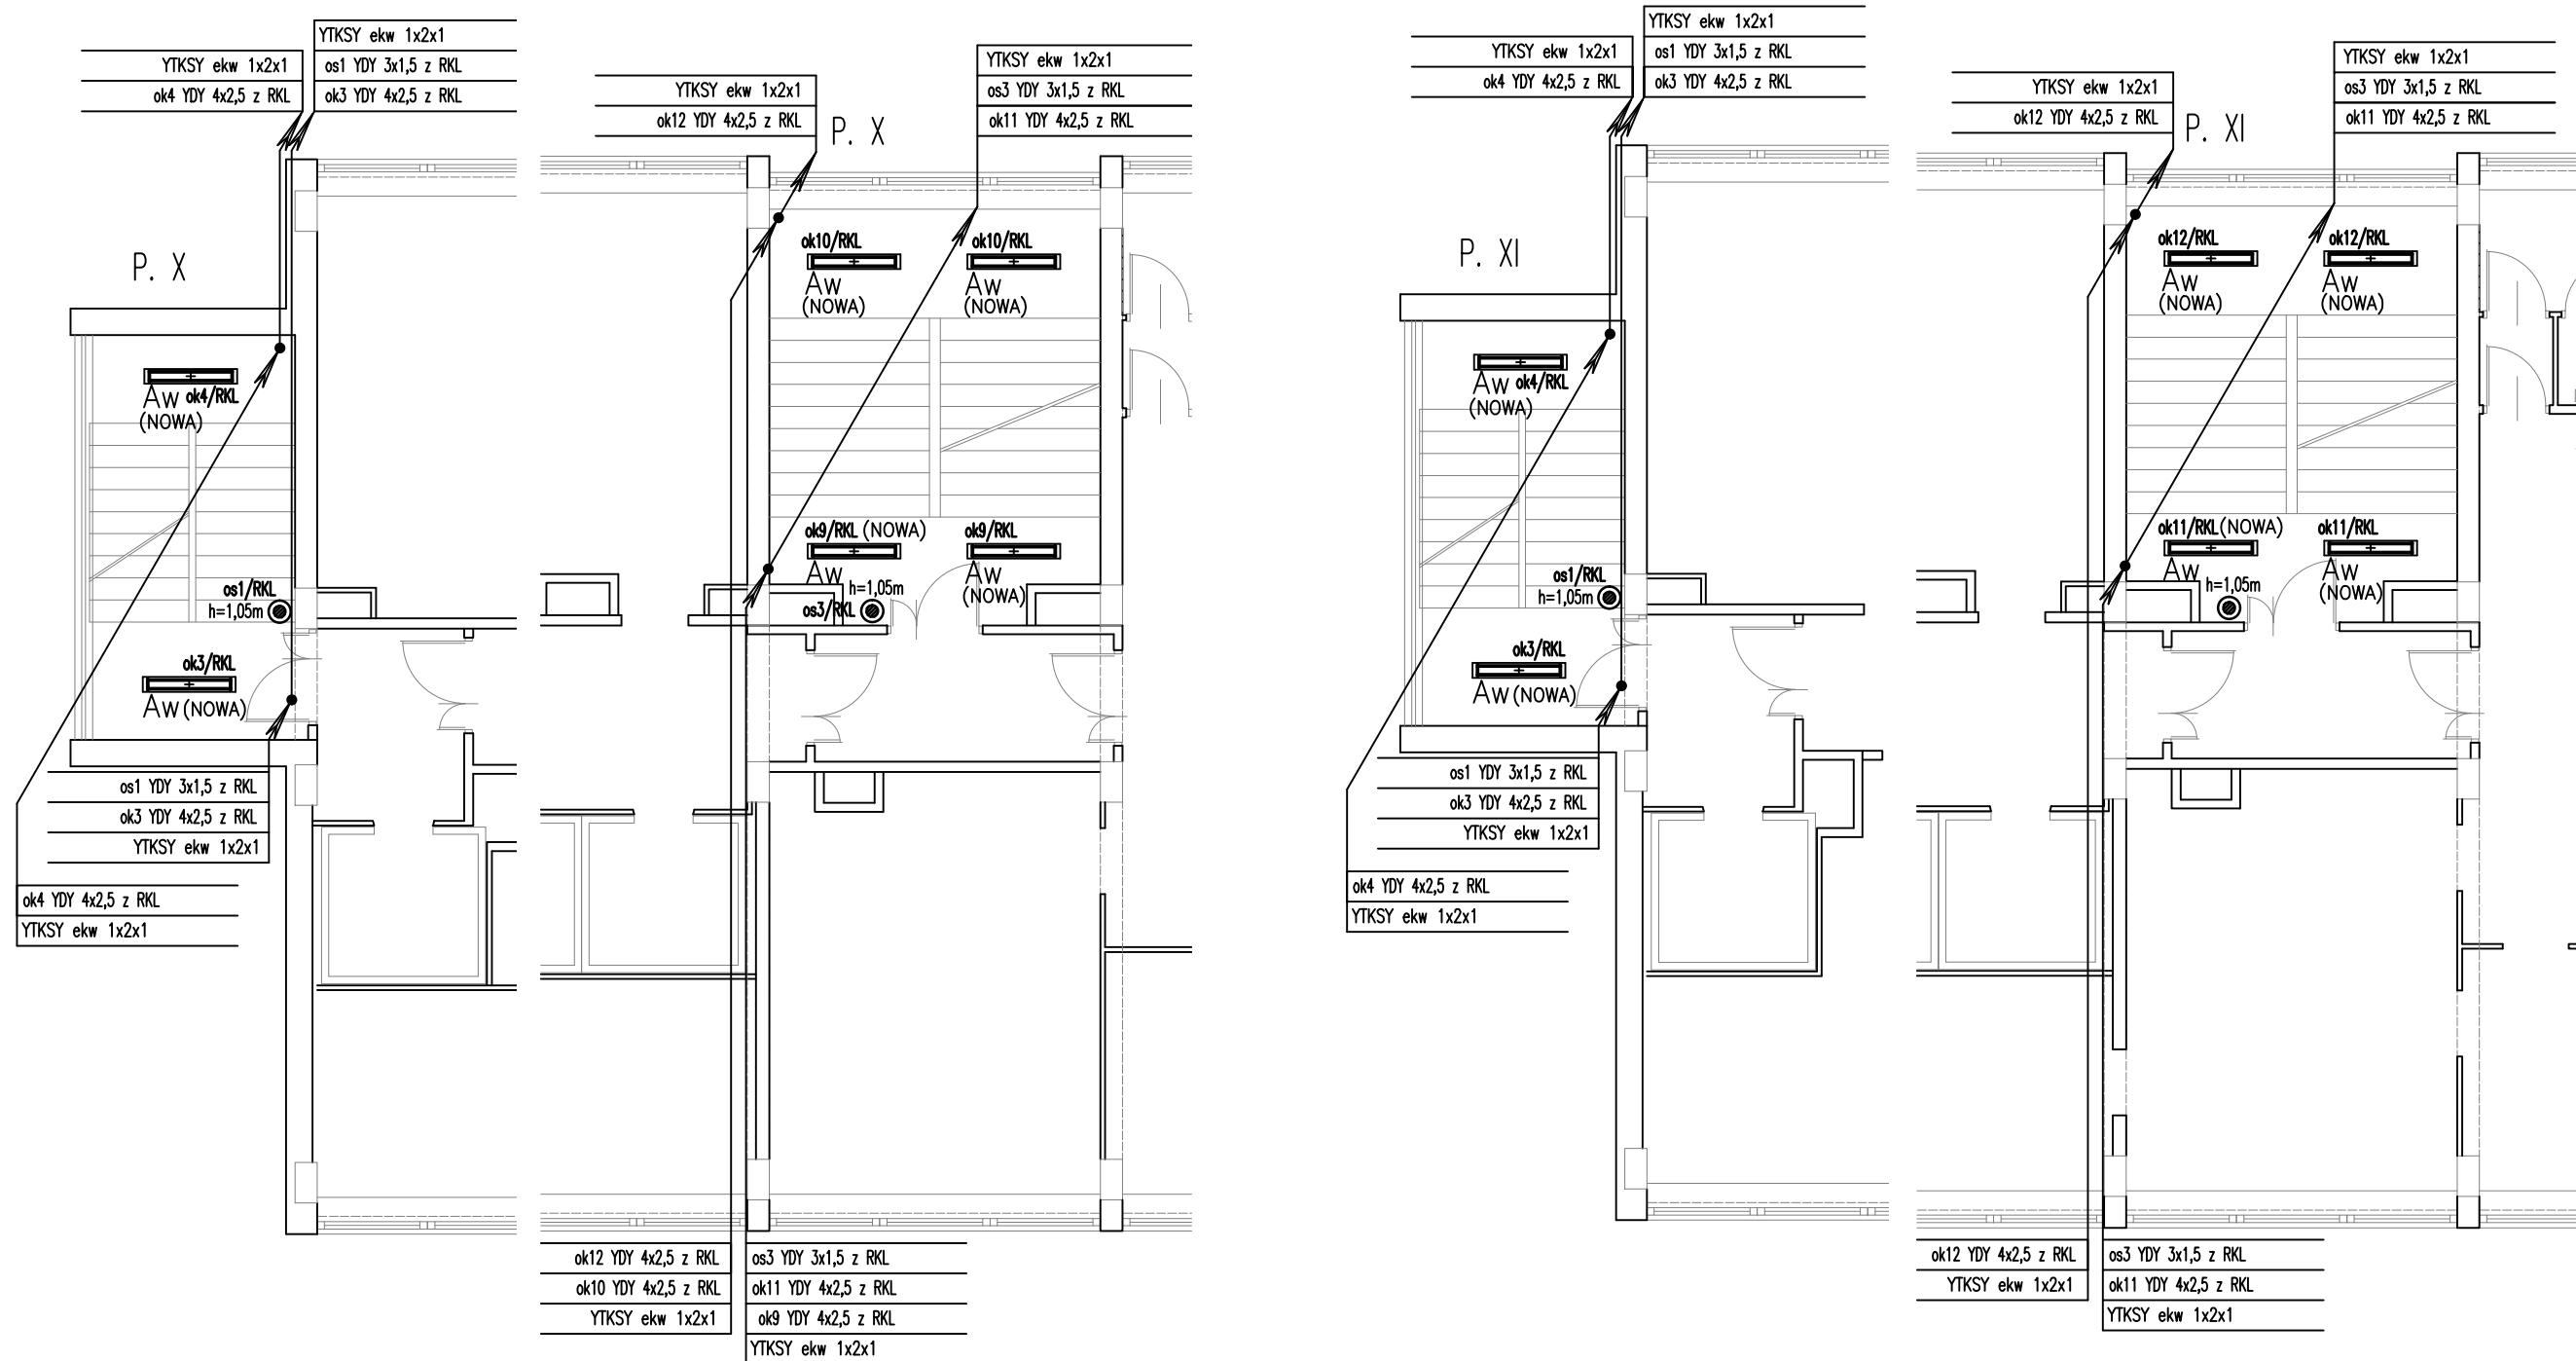 YTKSY ekw 1x2x1
ok4 YDY 4x2,5 z RKL
YTKSY ekw 1x2x1
os1 YDY 3x1,5 z RKL
ok3 YDY 4x2,5 z RKL
P. X
Aw ok4/RKL
(NOWA)
os1/RKL
h=1,05m
ok3/RKL
Aw (NOWA)
os1 YDY 3x1,5 z RKL
ok3 YDY 4x2,5 z RKL
YTKSY ekw 1x2x1
ok4 YDY 4x2,5 z RKL
YTKSY ekw 1x2x1
YTKSY ekw 1x2x1
ok12 YDY 4x2,5 z RKL
P. X
YTKSY ekw 1x2x1
os3 YDY 3x1,5 z RKL
ok11 YDY 4x2,5 z RKL
ok10/RKL
Aw
(NOWA)
ok10/RKL
Aw
(NOWA)
ok9/RKL (NOWA)
Aw
ok9/RKL
Aw
(NOWA)
h=1,05m
os3/RKL
ok12 YDY 4x2,5 z RKL
ok10 YDY 4x2,5 z RKL
YTKSY ekw 1x2x1
os3 YDY 3x1,5 z RKL
ok11 YDY 4x2,5 z RKL
ok9 YDY 4x2,5 z RKL
YTKSY ekw 1x2x1
YTKSY ekw 1x2x1
ok4 YDY 4x2,5 z RKL
YTKSY ekw 1x2x1
os1 YDY 3x1,5 z RKL
ok3 YDY 4x2,5 z RKL
P. XI
Aw ok4/RKL
(NOWA)
os1/RKL
h=1,05m
ok3/RKL
Aw (NOWA)
os1 YDY 3x1,5 z RKL
ok3 YDY 4x2,5 z RKL
YTKSY ekw 1x2x1
ok4 YDY 4x2,5 z RKL
YTKSY ekw 1x2x1
YTKSY ekw 1x2x1
ok12 YDY 4x2,5 z RKL
P. XI
YTKSY ekw 1x2x1
os3 YDY 3x1,5 z RKL
ok11 YDY 4x2,5 z RKL
ok12/RKL
Aw
(NOWA)
ok12/RKL
Aw
(NOWA)
ok11/RKL (NOWA)
Aw
ok11/RKL
Aw
(NOWA)
h=1,05m
ok12 YDY 4x2,5 z RKL
YTKSY ekw 1x2x1
os3 YDY 3x1,5 z RKL
ok11 YDY 4x2,5 z RKL
YTKSY ekw 1x2x1